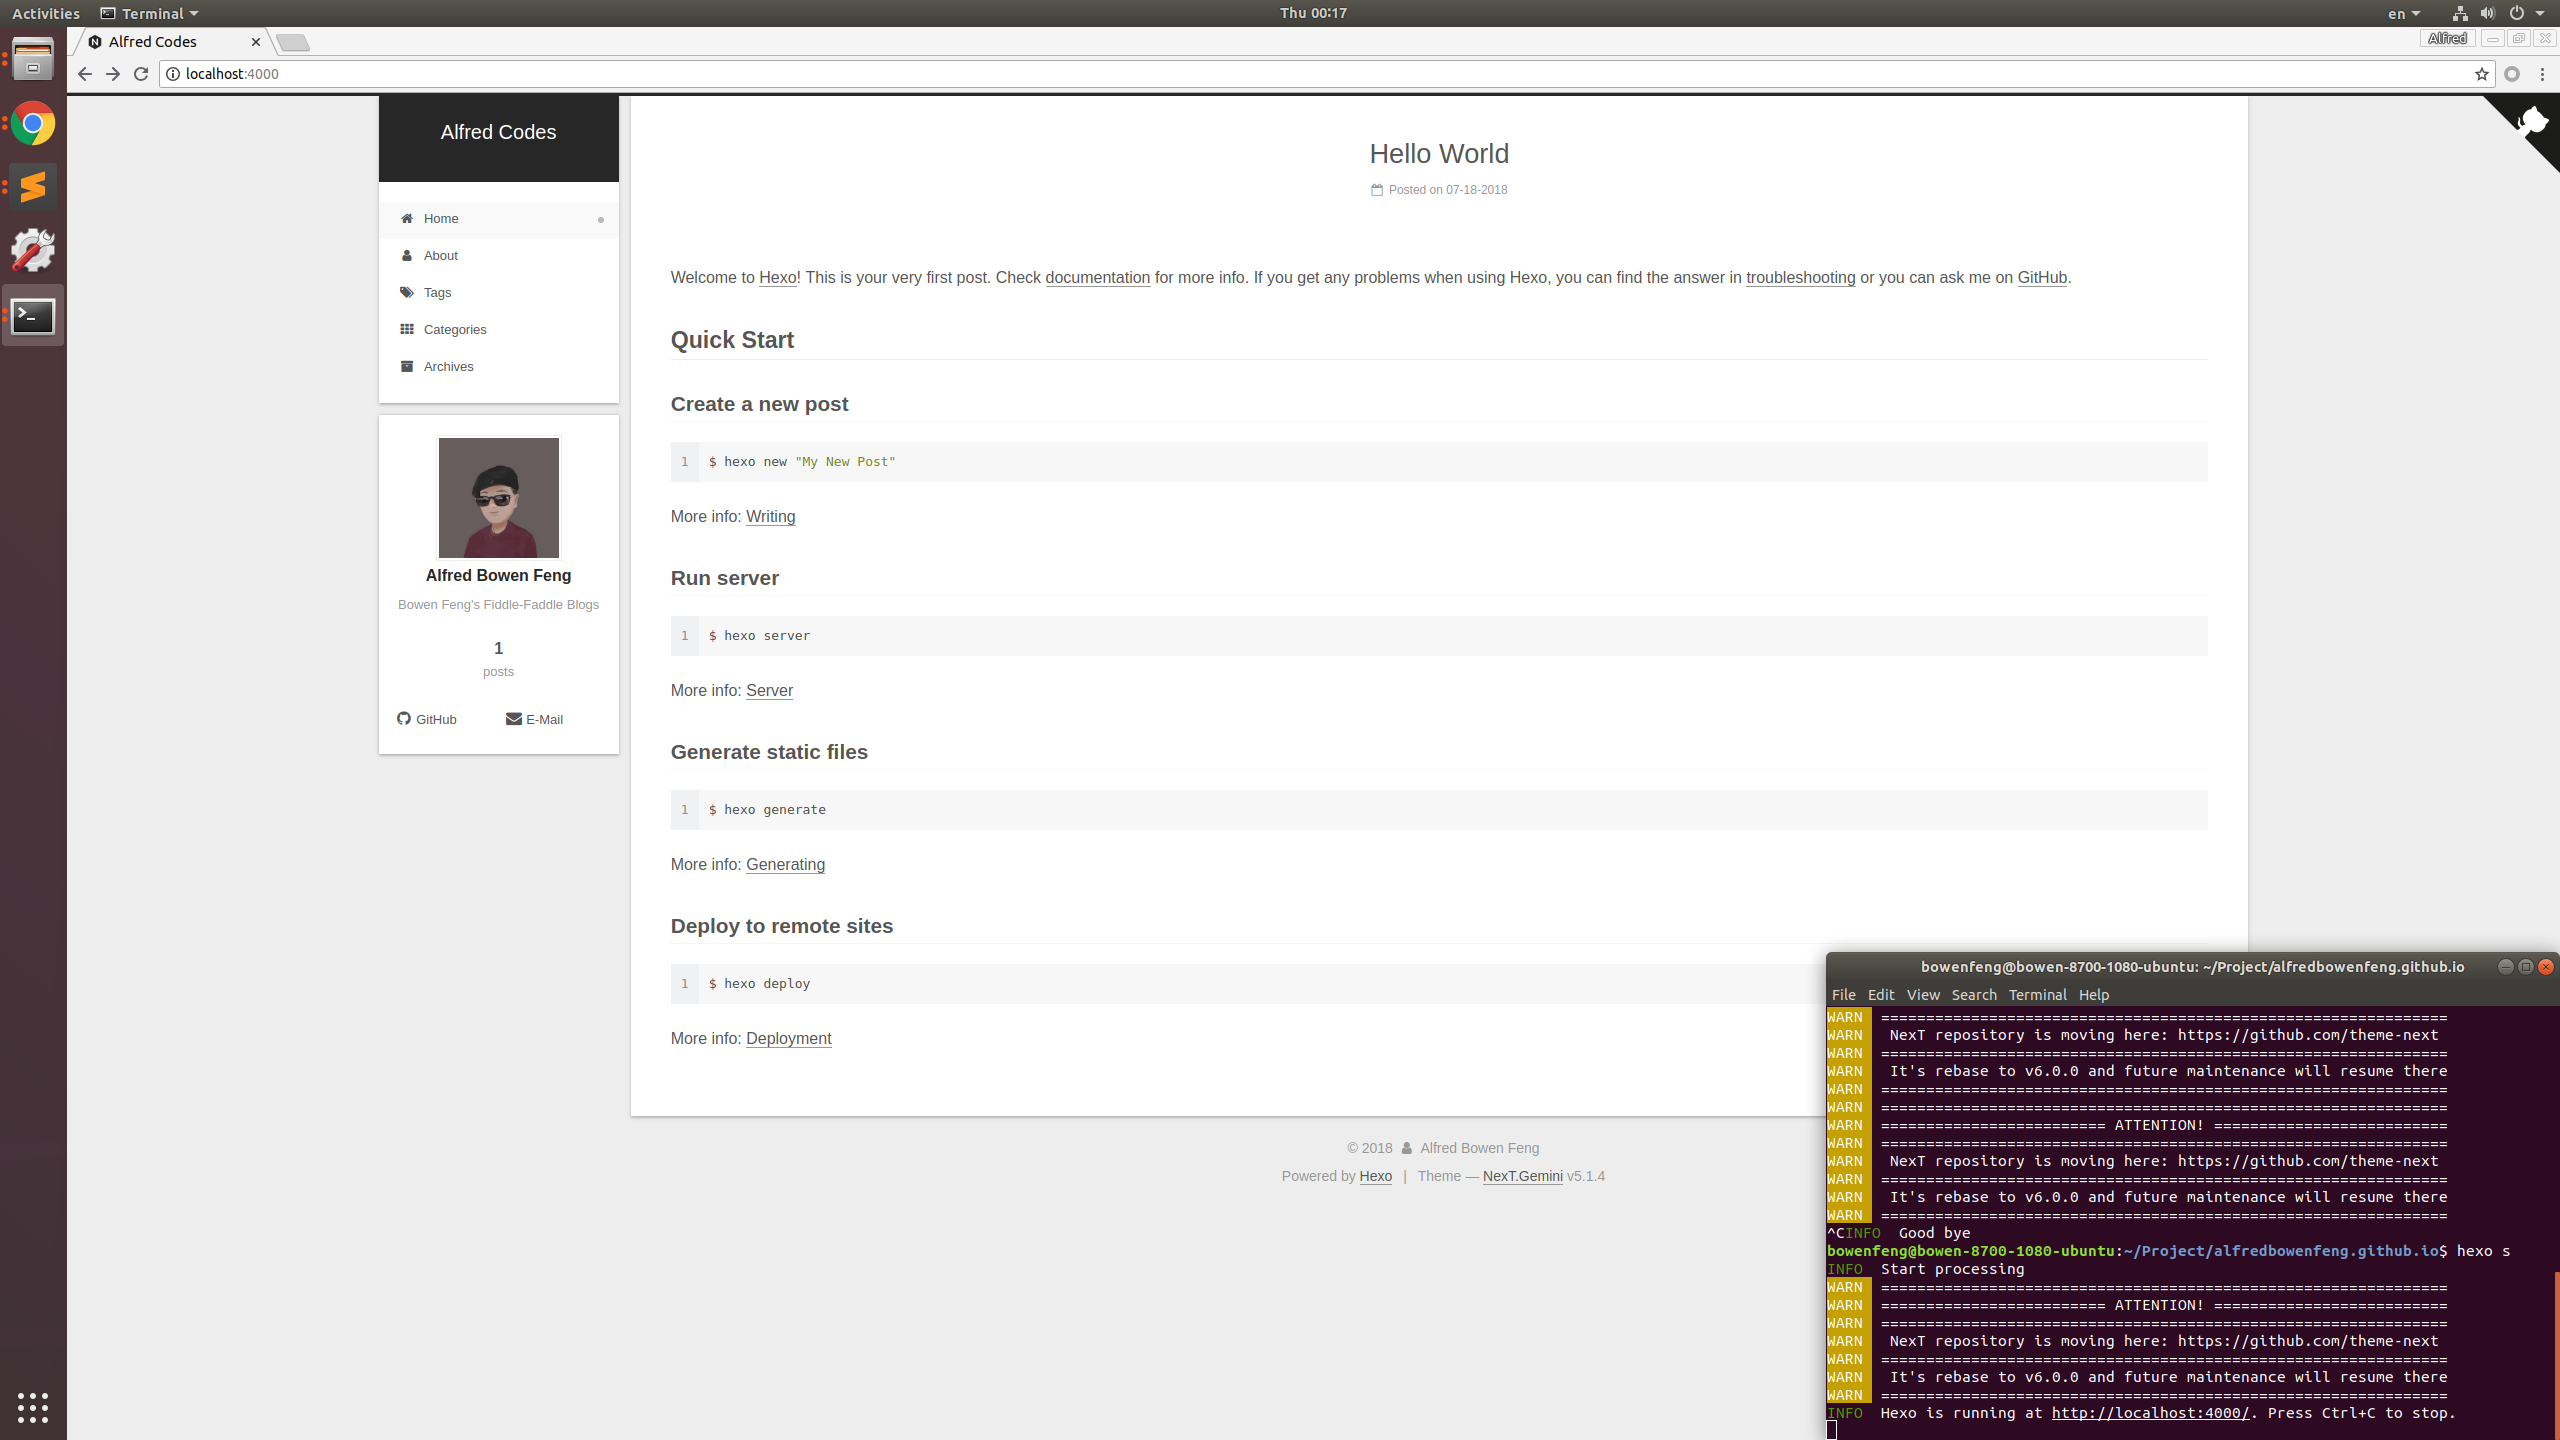 Activities
Terminal
Thu 00:17
en
Alfred Codes
Alfred
localhost:4000
Alfred Codes
Home
About
Tags
Categories
Archives
Alfred Bowen Feng
Bowen Feng's Fiddle-Faddle Blogs
1
posts
GitHub
E-Mail
Hello World
Posted on 07-18-2018
Welcome to Hexo! This is your very first post. Check documentation for more info. If you get any problems when using Hexo, you can find the answer in troubleshooting or you can ask me on GitHub.
Quick Start
Create a new post
1 $ hexo new "My New Post"
More info: Writing
Run server
1 $ hexo server
More info: Server
Generate static files
1 $ hexo generate
More info: Generating
Deploy to remote sites
1 $ hexo deploy
More info: Deployment
© 2018 Alfred Bowen Feng
Powered by Hexo | Theme — NexT.Gemini v5.1.4
bowenfeng@bowen-8700-1080-ubuntu: ~/Project/alfredbowenfeng.github.io
File Edit View Search Terminal Help
WARN ===============================================================
WARN NexT repository is moving here: https://github.com/theme-next
WARN ===============================================================
WARN It's rebase to v6.0.0 and future maintenance will resume there
WARN ===============================================================
WARN ===============================================================
WARN ========================= ATTENTION! ==========================
WARN ===============================================================
WARN NexT repository is moving here: https://github.com/theme-next
WARN ===============================================================
WARN It's rebase to v6.0.0 and future maintenance will resume there
WARN ===============================================================
^CINFO Good bye
bowenfeng@bowen-8700-1080-ubuntu:~/Project/alfredbowenfeng.github.io$ hexo s
INFO Start processing
WARN ===============================================================
WARN ========================= ATTENTION! ==========================
WARN ===============================================================
WARN NexT repository is moving here: https://github.com/theme-next
WARN ===============================================================
WARN It's rebase to v6.0.0 and future maintenance will resume there
WARN ===============================================================
INFO Hexo is running at http://localhost:4000/. Press Ctrl+C to stop.